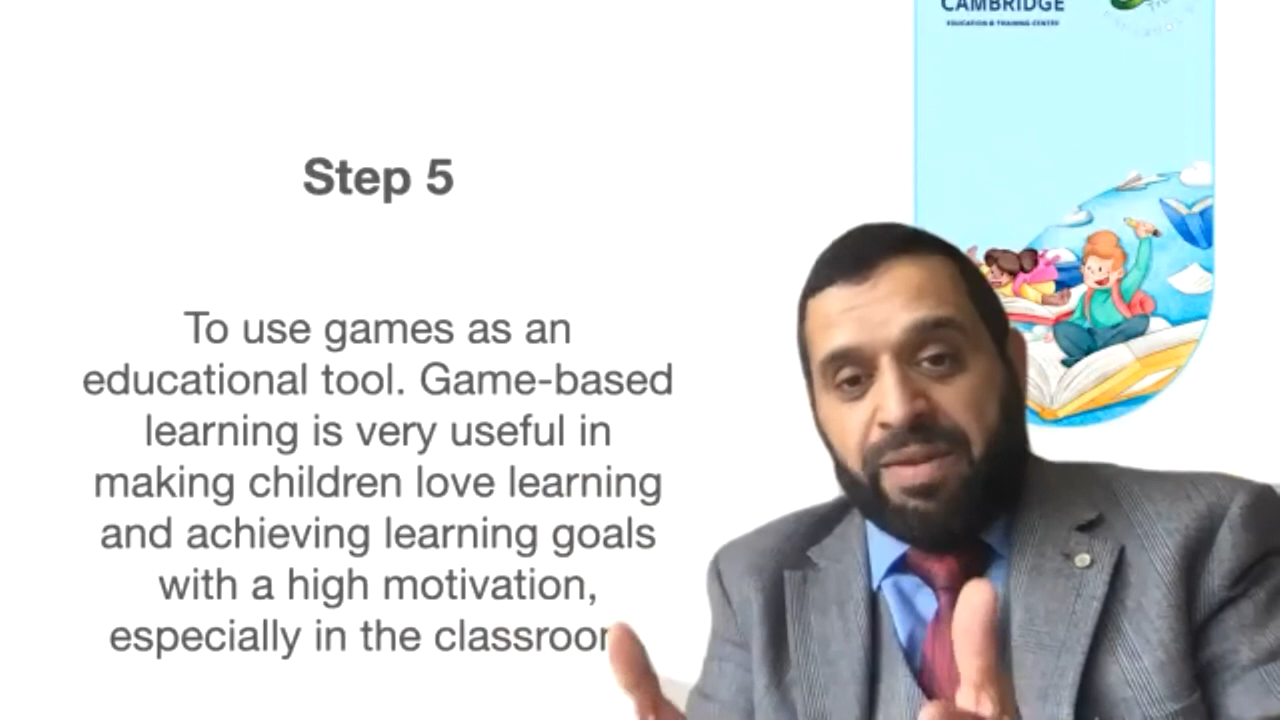 CAMBRIDGE
EDUCATION & TRAINING CENTRE
Step 5
To use games as an
educational tool. Game-based
learning is very useful in
making children love learning
and achieving learning goals
with a high motivation,
especially in the